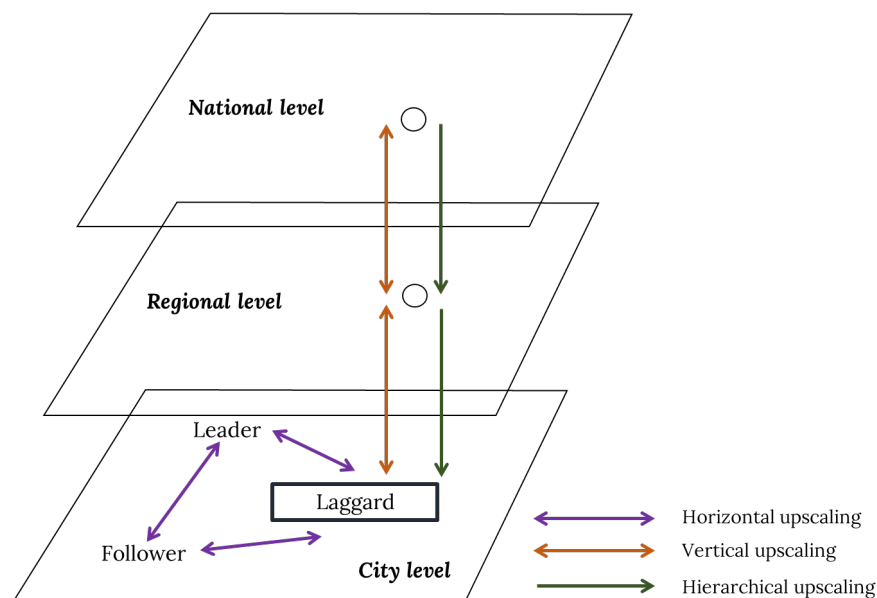 National level
Regional level
Leader
Laggard
Follower
City level
Horizontal upscaling
Vertical upscaling
Hierarchical upscaling